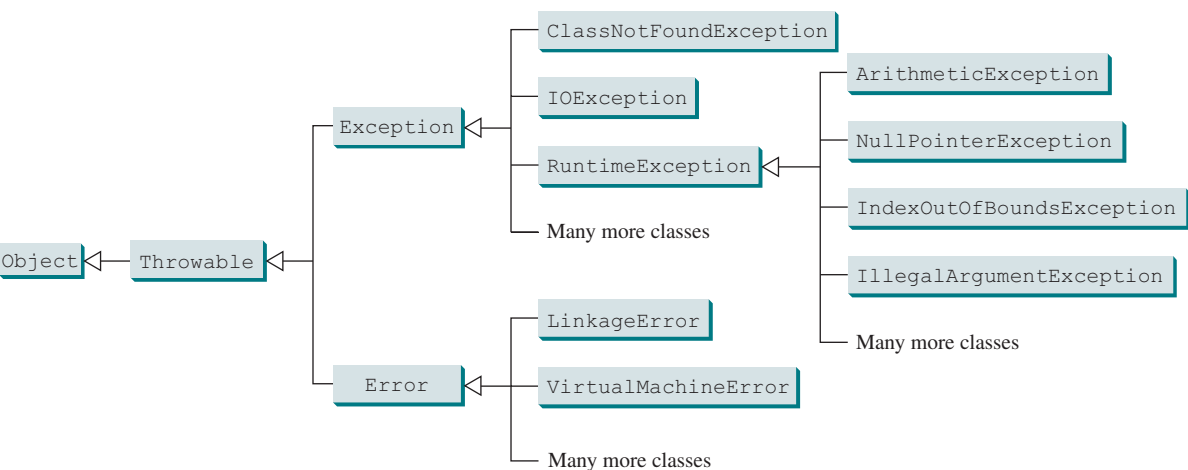 ClassNotFoundException
ArithmeticException
IOException
Exception
NullPointerException
RuntimeException
IndexOutOfBoundsException
Many more classes
Object
Throwable
IllegalArgumentException
LinkageError
Many more classes
Error
VirtualMachineError
Many more classes